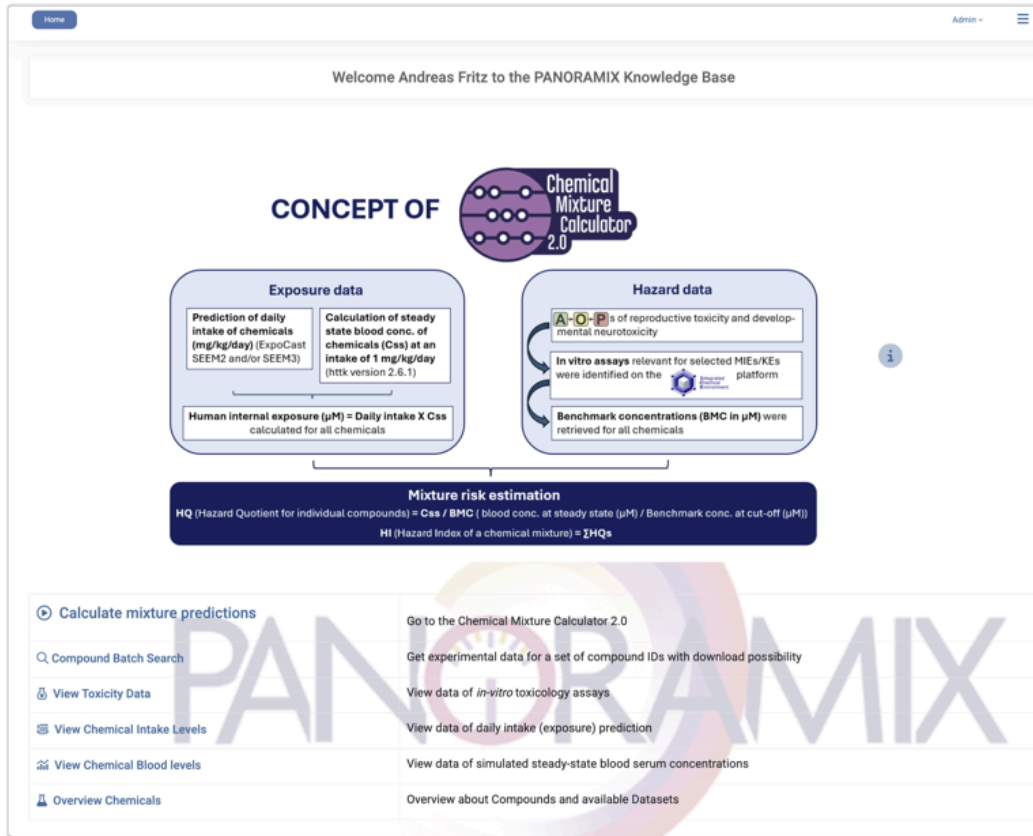 Home
Admin
Welcome Andreas Fritz to the PANORAMIX Knowledge Base
CONCEPT OF
Chemical
Mixture
Calculator
2.0
Exposure data
Prediction of daily
intake of chemicals
(mg/kg/day) (ExpoCast
SEEM2 and/or SEEM3)
Calculation of steady
state blood conc. of
chemicals (Css) at an
intake of 1 mg/kg/day
(httk version 2.6.1)
Human internal exposure (µM) = Daily intake X Css
calculated for all chemicals
Hazard data
A-O-P s of reproductive toxicity and develop-
mental neurotoxicity
In vitro assays relevant for selected MIEs/KEs
were identified on the Integrated Chemical Environment platform
Benchmark concentrations (BMC in µM) were
retrieved for all chemicals
i
Mixture risk estimation
HQ (Hazard Quotient for individual compounds) = Css / BMC ( blood conc. at steady state (µM) / Benchmark conc. at cut-off (µM))
HI (Hazard Index of a chemical mixture) = ∑HQs
PANORAMIX
Calculate mixture predictions
Go to the Chemical Mixture Calculator 2.0
Compound Batch Search
Get experimental data for a set of compound IDs with download possibility
View Toxicity Data
View data of in-vitro toxicology assays
View Chemical Intake Levels
View data of daily intake (exposure) prediction
View Chemical Blood levels
View data of simulated steady-state blood serum concentrations
Overview Chemicals
Overview about Compounds and available Datasets